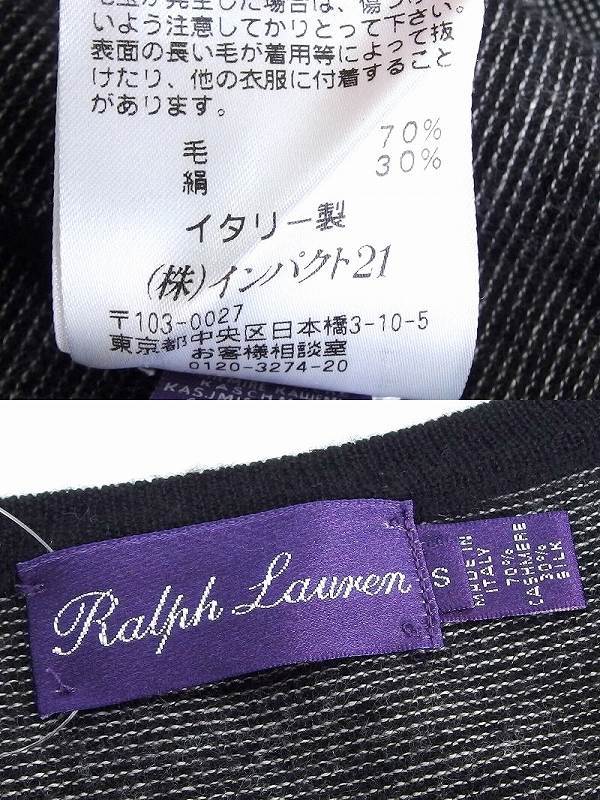 いよう注意してかりとって下さい。
表面の長い毛が着用等によって抜
けたり、他の衣服に付着すること
があります。
毛 70%
絹 30%
イタリー製
(株)インパクト21
〒103-0027
東京都中央区日本橋3-10-5
お客様相談室
0120-3274-20
Ralph Lauren
S
MADE IN
ITALY
70%
CASHMERE
30%
SILK